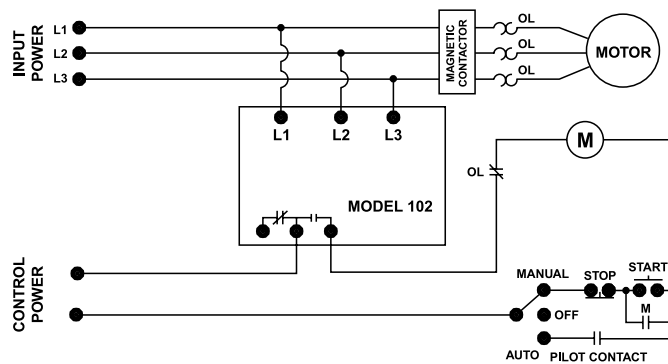 INPUT
POWER
L1
L2
L3
MAGNETIC
CONTACTOR
OL
OL
OL
MOTOR
L1 L2 L3
MODEL 102
OL
M
CONTROL
POWER
MANUAL
OFF
AUTO
STOP
START
M
PILOT CONTACT